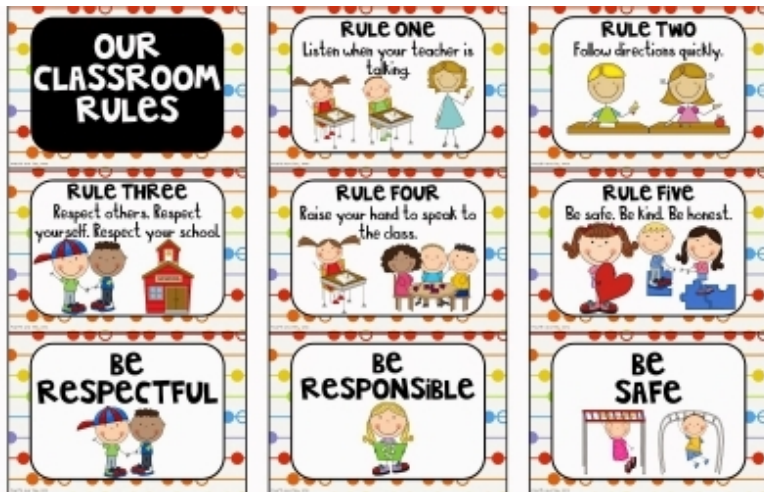 OUR
CLASSROOM
RULES
RULE ONE
Listen when your teacher is
talking.
RULE TWO
Follow directions quickly.
RULE THREE
Respect others. Respect
yourself. Respect your school.
RULE FOUR
Raise your hand to speak to
the class.
RULE FIVE
Be safe. Be kind. Be honest.
BE
RESPECTFUL
BE
RESPONSIBLE
BE
SAFE